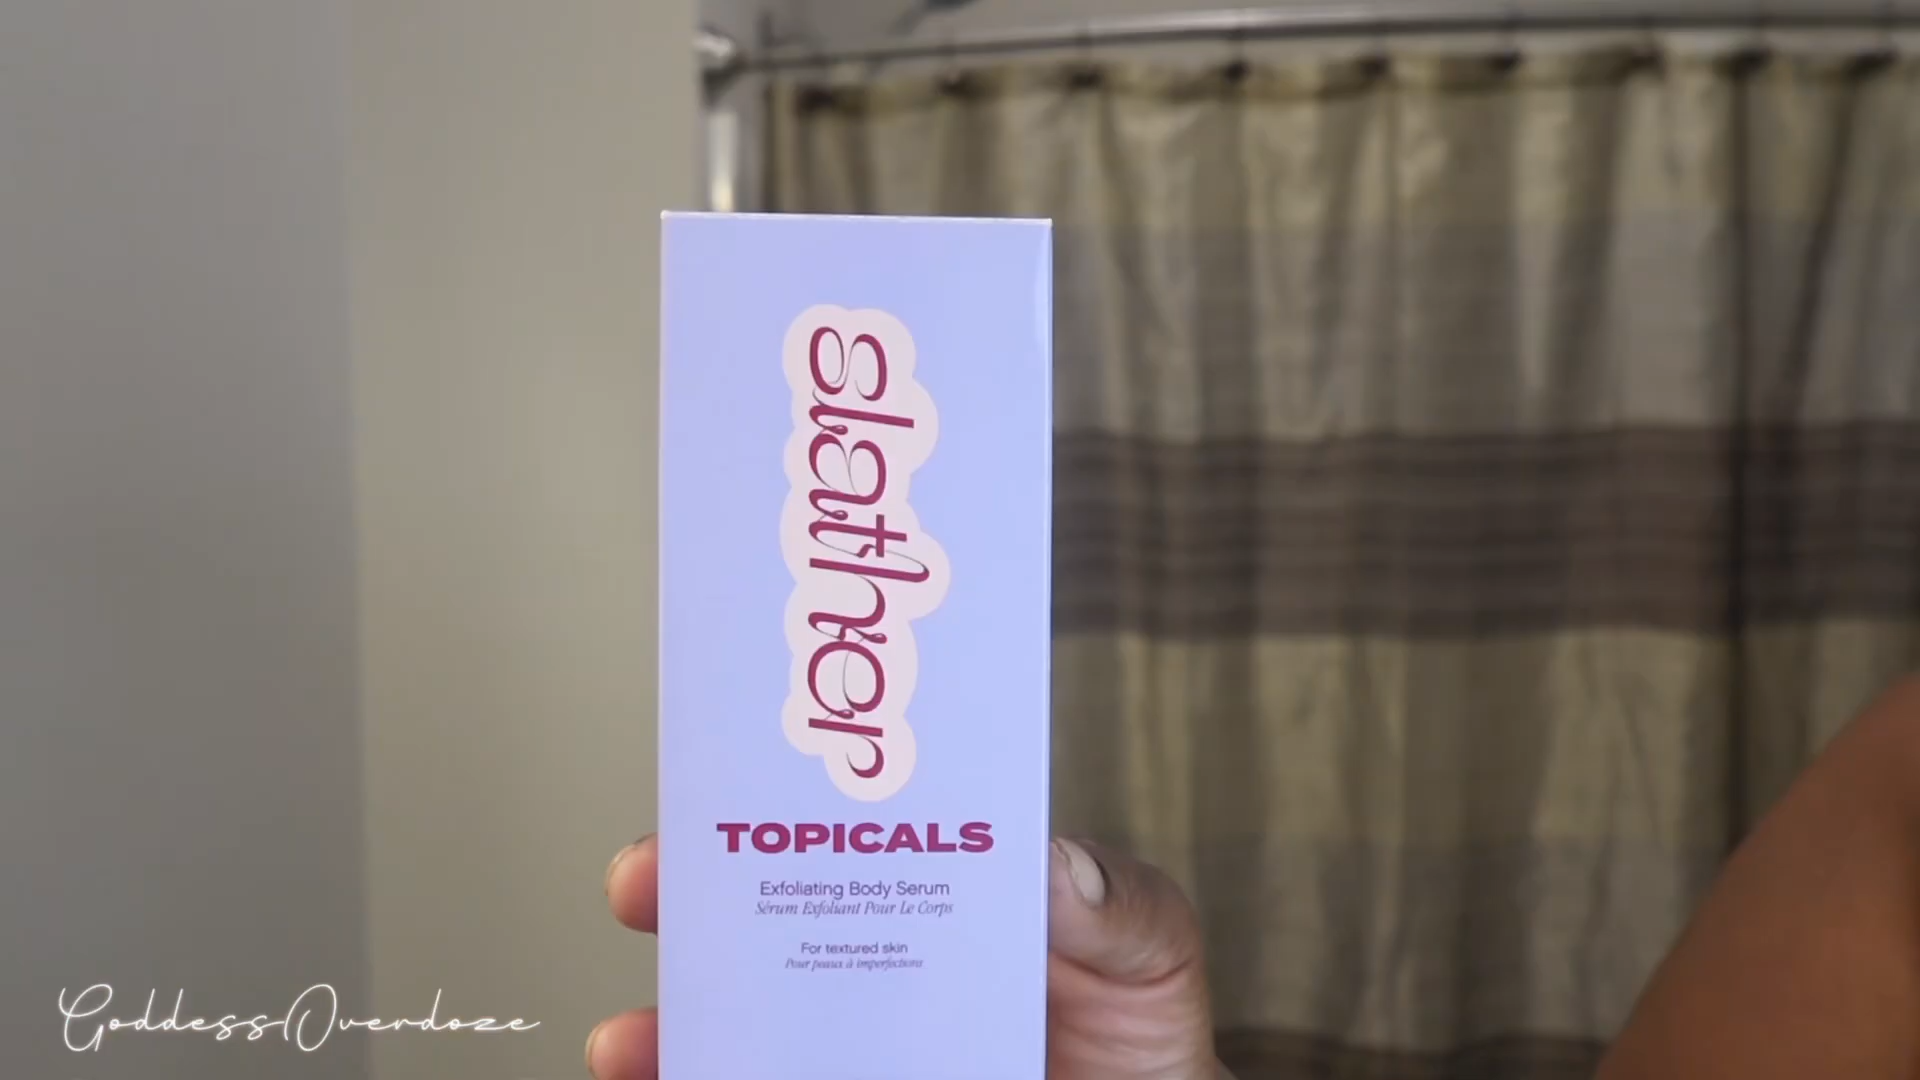 slather
TOPICALS
Exfoliating Body Serum
Sérum Exfoliant Pour Le Corps
For textured skin
Pour peaux à imperfections
GoddessOverdoze